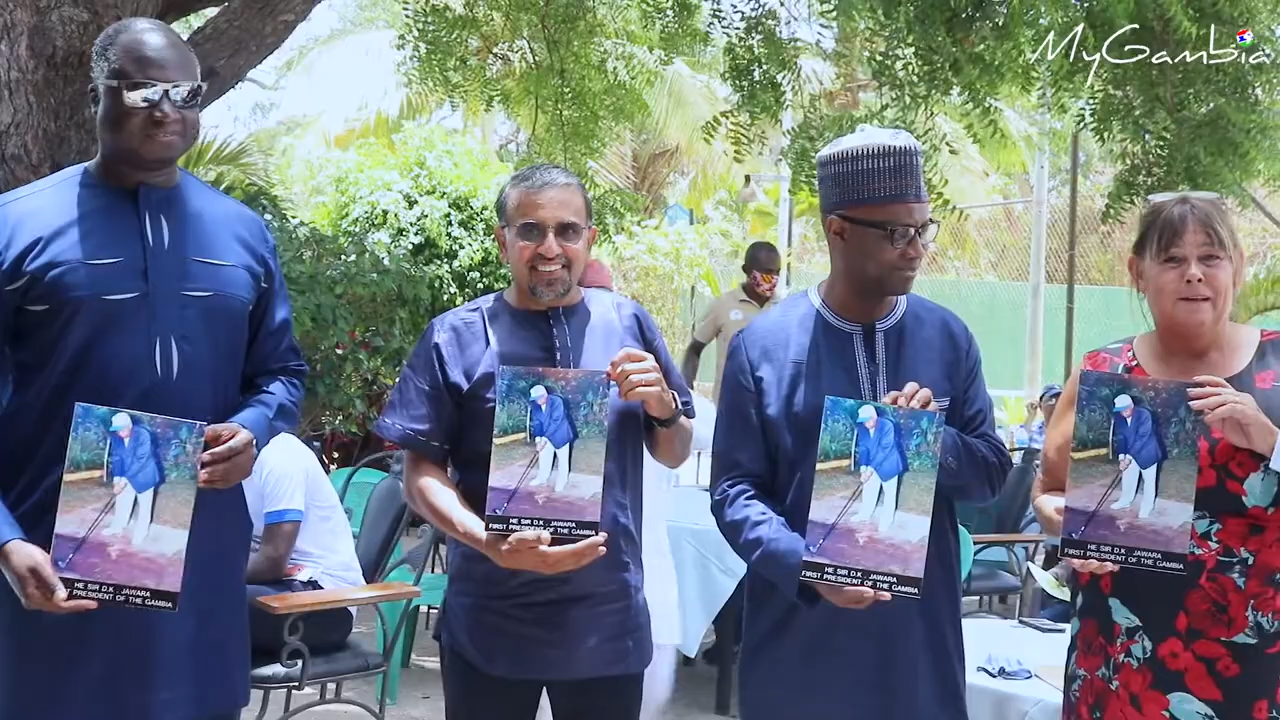 MyGambia
HE SIR D.K . JAWARA
PRESIDENT OF THE GAMBIA
HE SIR D.K . JAWARA
FIRST PRESIDENT OF THE GAMBIA
HE SIR D.K . JAWARA
FIRST PRESIDENT OF THE GAMBIA
HE SIR D.K . JAWARA
FIRST PRESIDENT OF THE GAMBIA